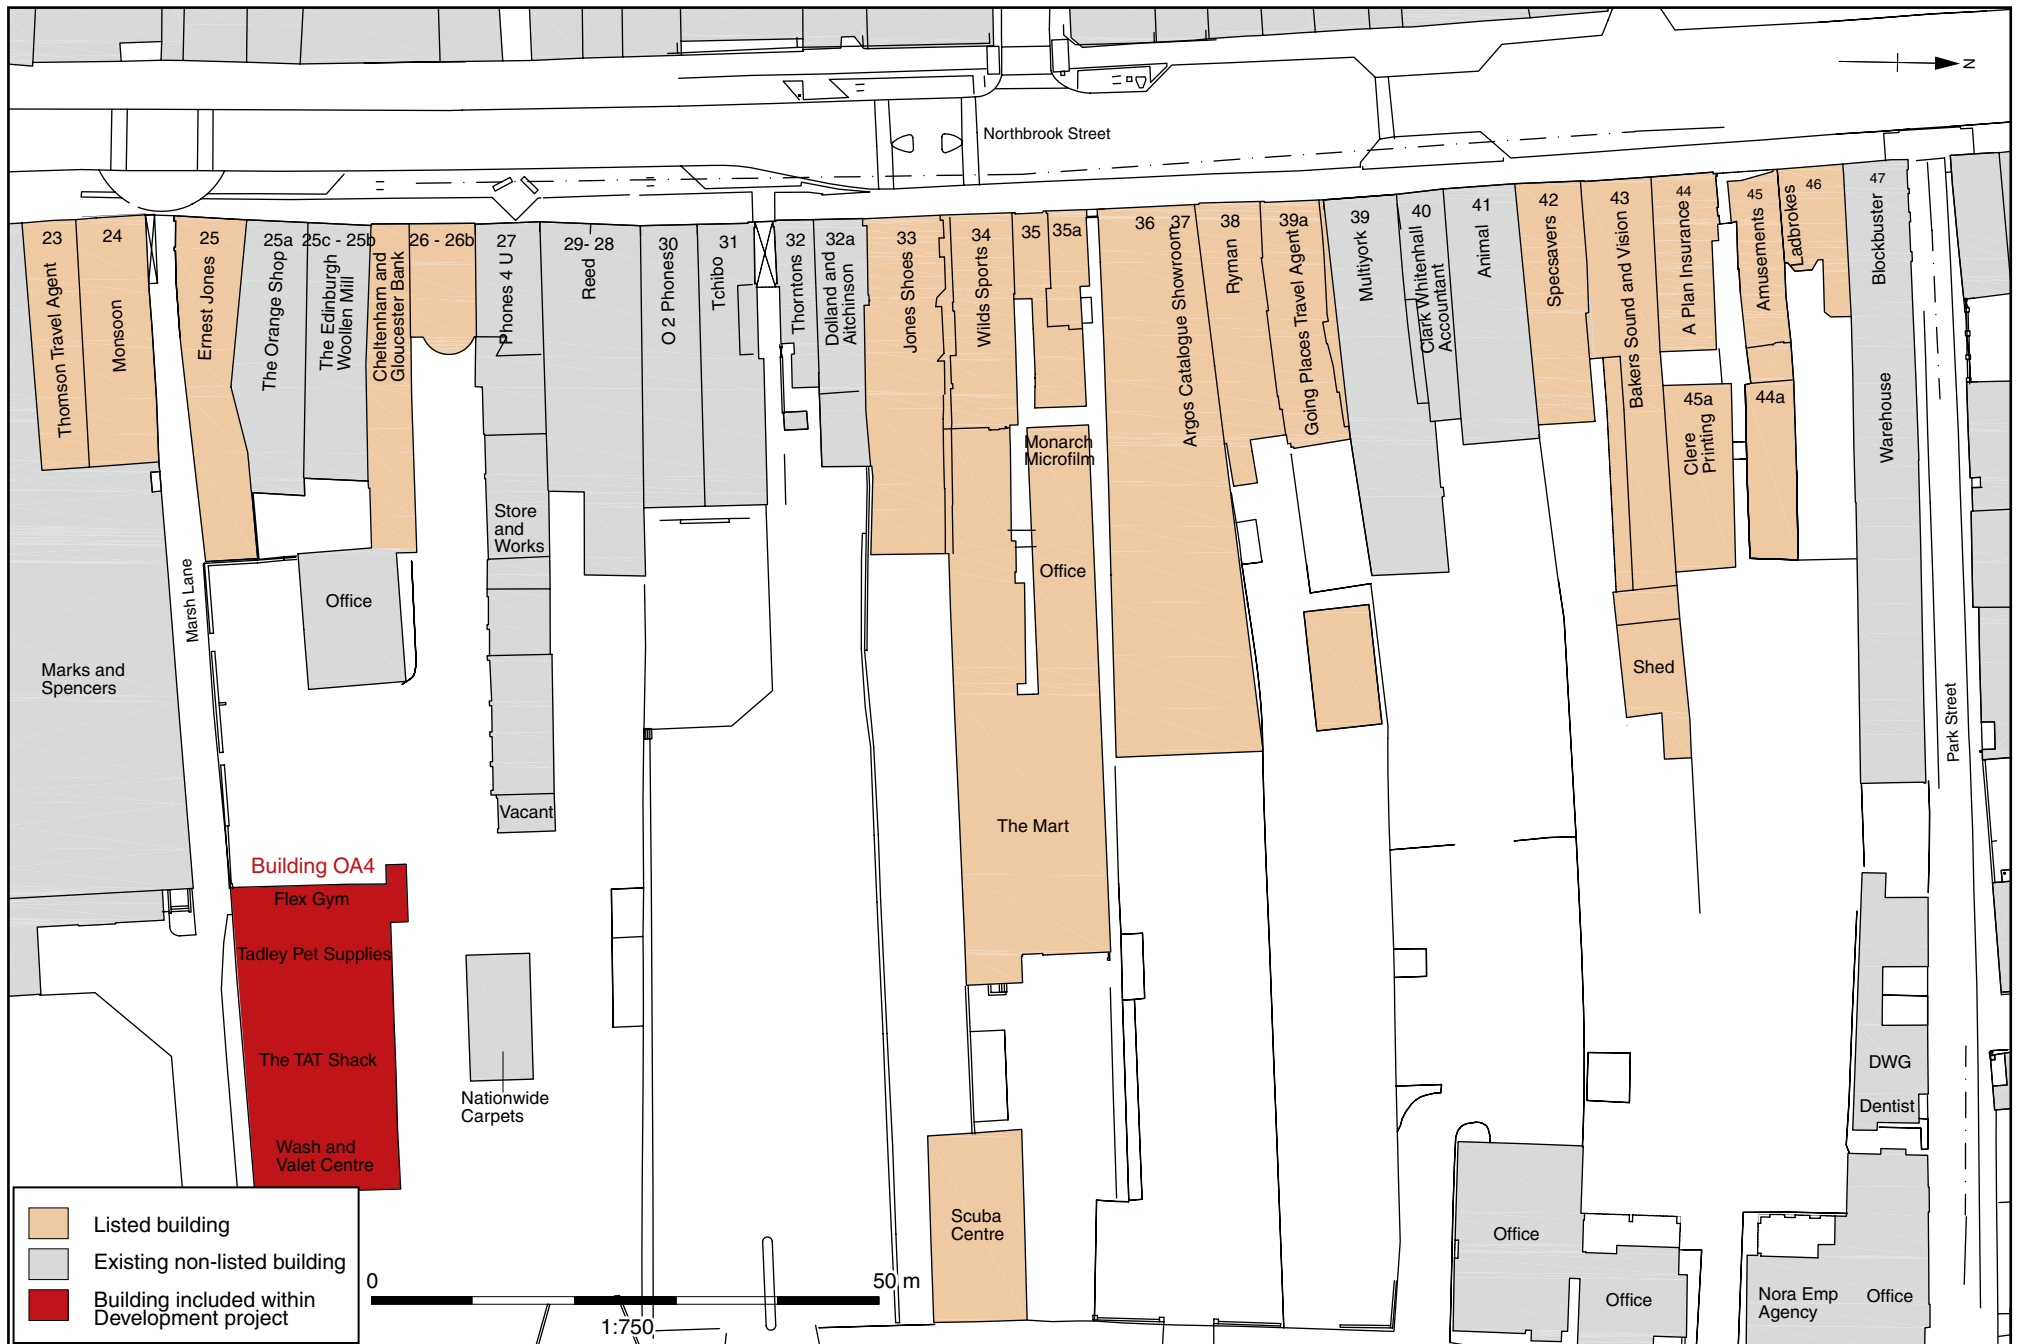 N
Northbrook Street
23
Thomson Travel Agent
24
Monsoon
25
Ernest Jones
25a
The Orange Shop
25c - 25b
The Edinburgh
Woollen Mill
Cheltenham and
Gloucester Bank
26 - 26b
27
Phones 4 U
29- 28
Reed
30
O 2 Phones
31
Tchibo
32
Thorntons
32a
Dolland and
Aitchinson
33
Jones Shoes
34
Wilds Sports
35
35a
36
37
Argos Catalogue Showroom
38
Ryman
39a
Going Places Travel Agent
39
Multiyork
40
Clark Whitenhall
Accountant
41
Animal
42
Specsavers
43
Bakers Sound and Vision
44
A Plan Insurance
45
Amusements
46
Ladbrokes
47
Blockbuster
Warehouse
45a
Clere
Printing
44a
Monarch
Microfilm
Office
Store
and
Works
Office
Marsh Lane
Marks and
Spencers
Shed
Park Street
Vacant
The Mart
Building OA4
Flex Gym
Tadley Pet Supplies
The TAT Shack
Wash and
Valet Centre
Nationwide
Carpets
DWG
Dentist
Scuba
Centre
Office
Office
Nora Emp
Agency
Office
Listed building
Existing non-listed building
Building included within
Development project
0
50 m
1:750